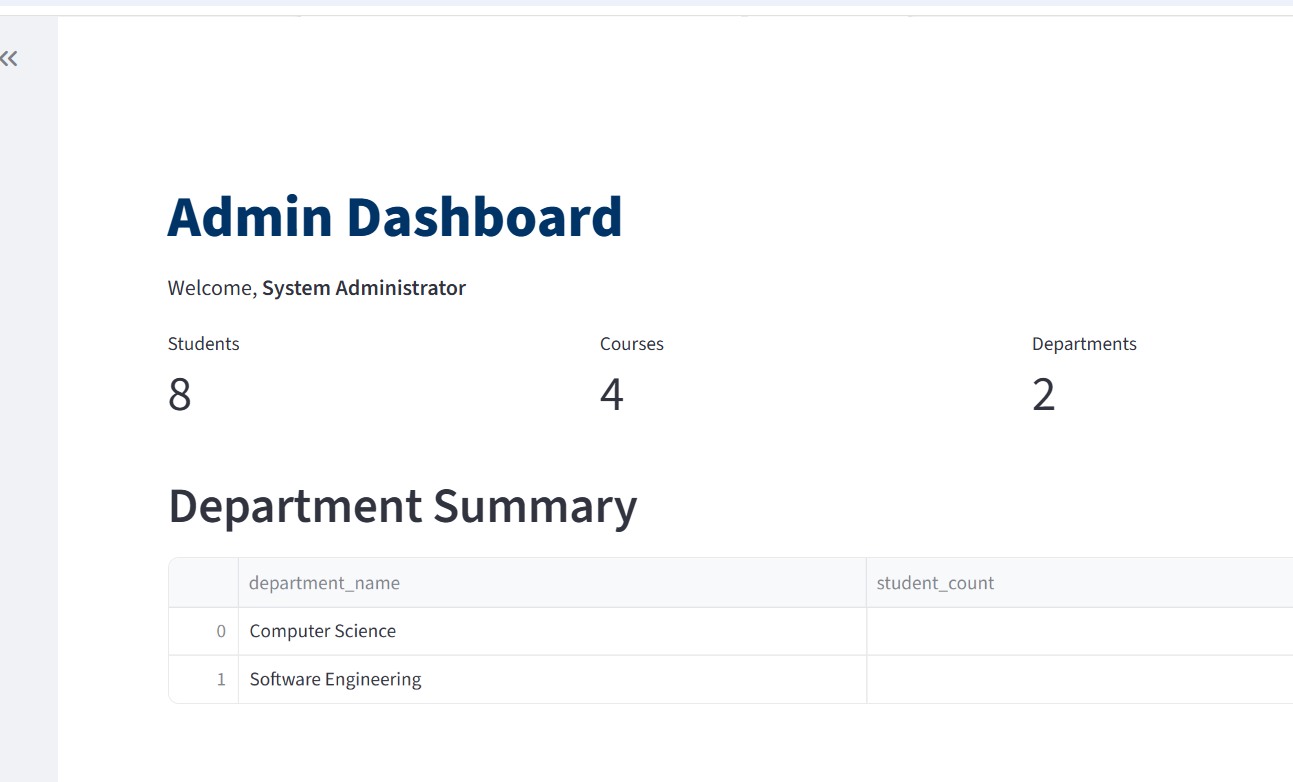 Admin Dashboard
Welcome, System Administrator
Students Courses Departments
8 4 2
Department Summary
department_name student_count
0 Computer Science
1 Software Engineering